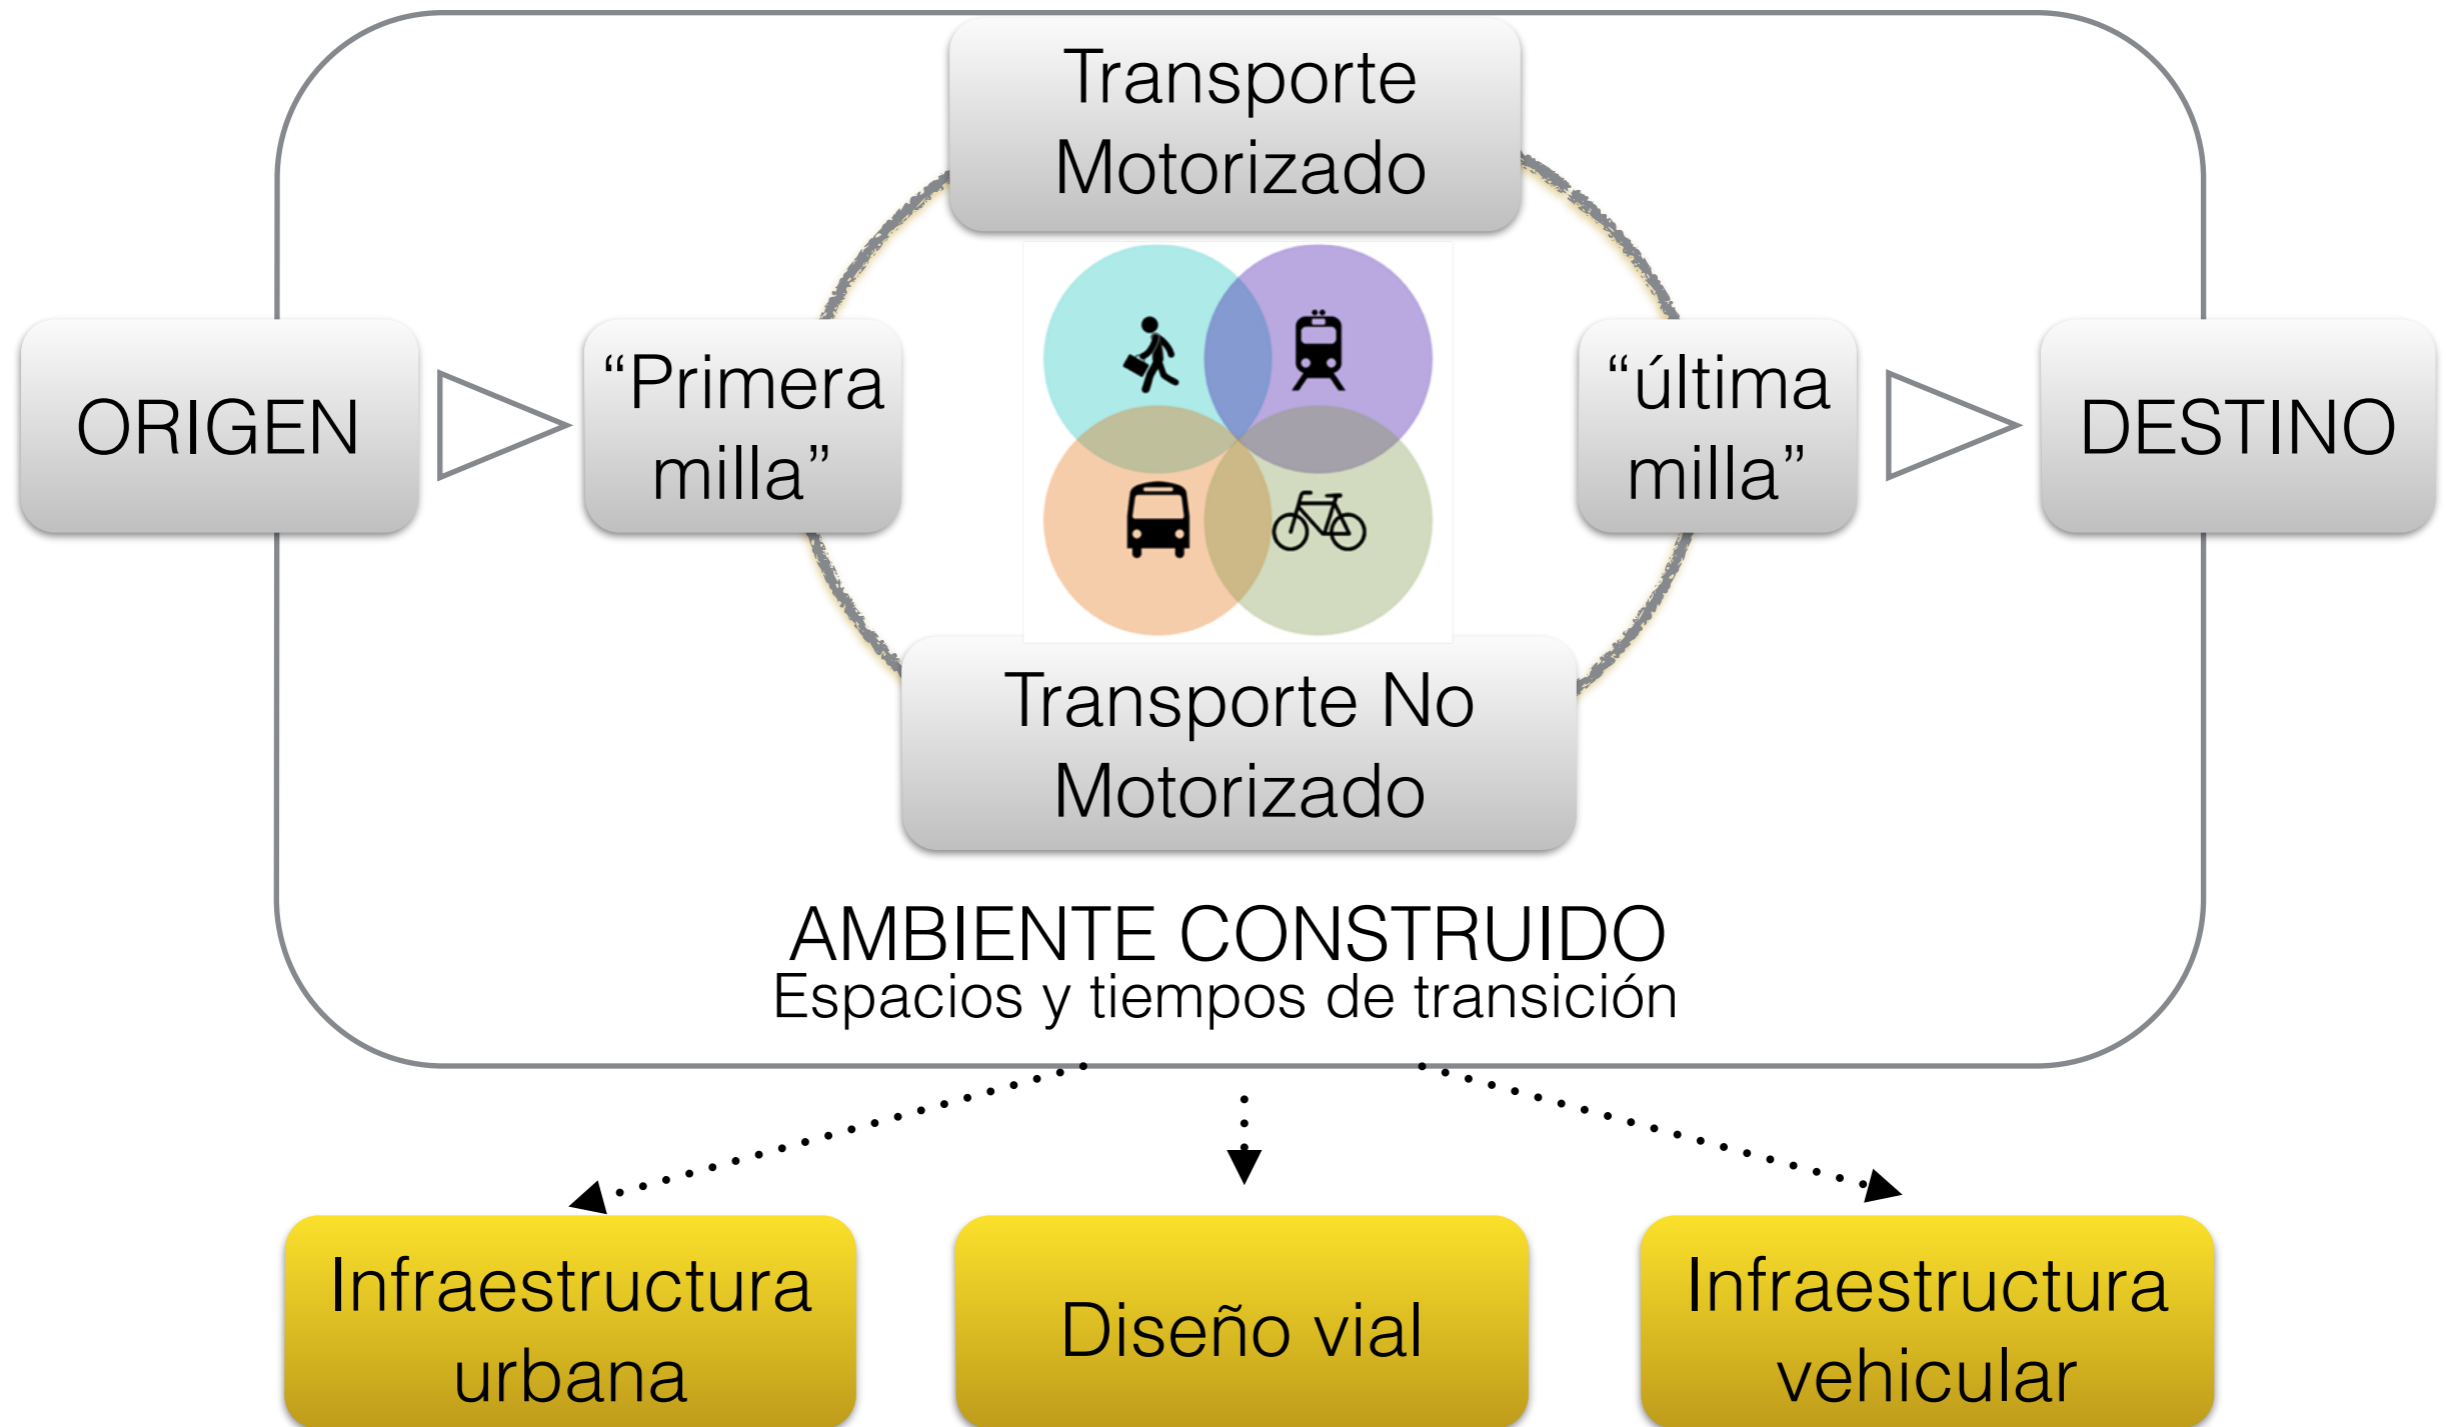 Transporte
Motorizado
ORIGEN
“Primera
milla”
“última
milla”
DESTINO
Transporte No
Motorizado
AMBIENTE CONSTRUIDO
Espacios y tiempos de transición
Infraestructura
urbana
Diseño vial
Infraestructura
vehicular